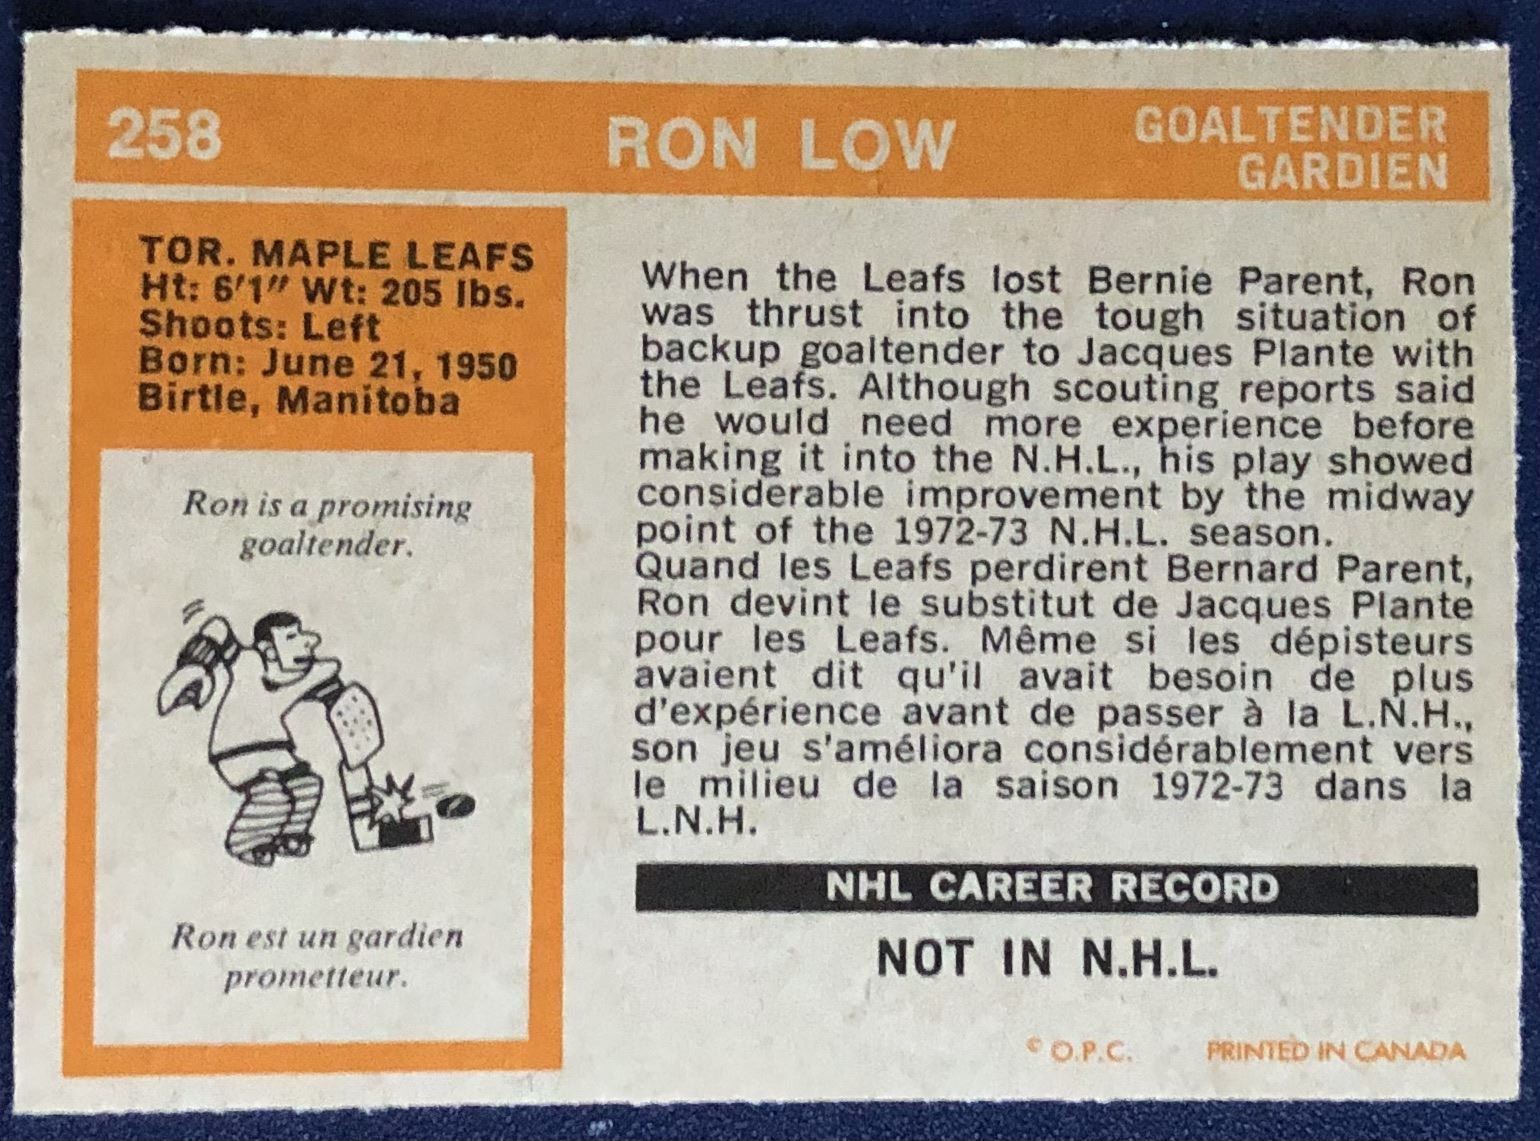 258
RON LOW
GOALTENDER
GARDIEN
TOR. MAPLE LEAFS
Ht: 6'1" Wt: 205 lbs.
Shoots: Left
Born: June 21, 1950
Birtle, Manitoba
Ron is a promising
goaltender.
Ron est un gardien
prometteur.
When the Leafs lost Bernie Parent, Ron
was thrust into the tough situation of
backup goaltender to Jacques Plante with
the Leafs. Although scouting reports said
he would need more experience before
making it into the N.H.L., his play showed
considerable improvement by the midway
point of the 1972-73 N.H.L. season.
Quand les Leafs perdirent Bernard Parent,
Ron devint le substitut de Jacques Plante
pour les Leafs. Même si les dépisteurs
avaient dit qu'il avait besoin de plus
d'expérience avant de passer à la L.N.H.,
son jeu s'améliora considérablement vers
le milieu de la saison 1972-73 dans la
L.N.H.
NHL CAREER RECORD
NOT IN N.H.L.
© O.P.C. PRINTED IN CANADA